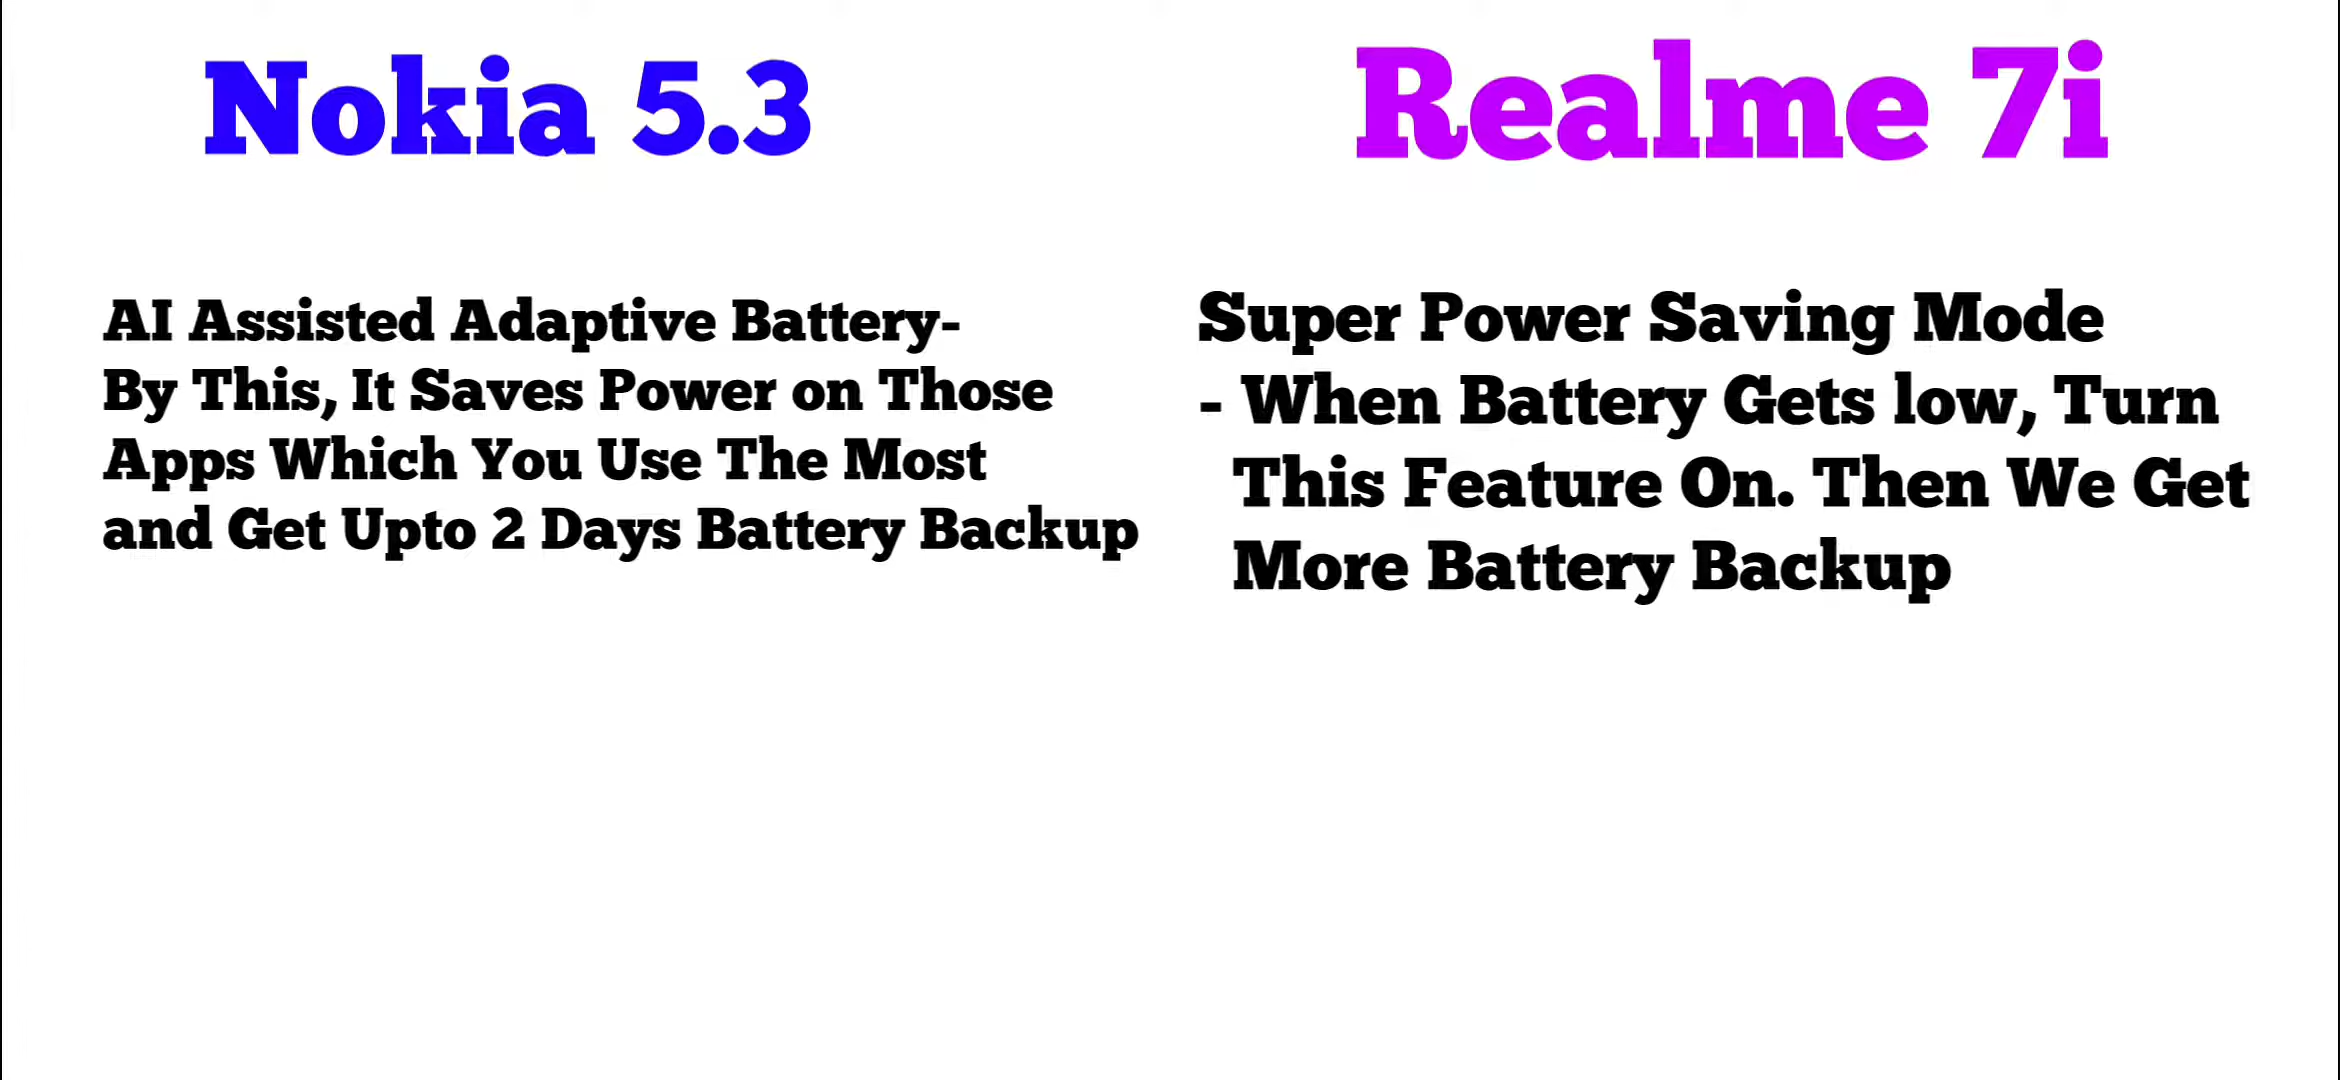 Nokia 5.3
AI Assisted Adaptive Battery-
By This, It Saves Power on Those
Apps Which You Use The Most
and Get Upto 2 Days Battery Backup
Realme 7i
Super Power Saving Mode
- When Battery Gets low, Turn
This Feature On. Then We Get
More Battery Backup